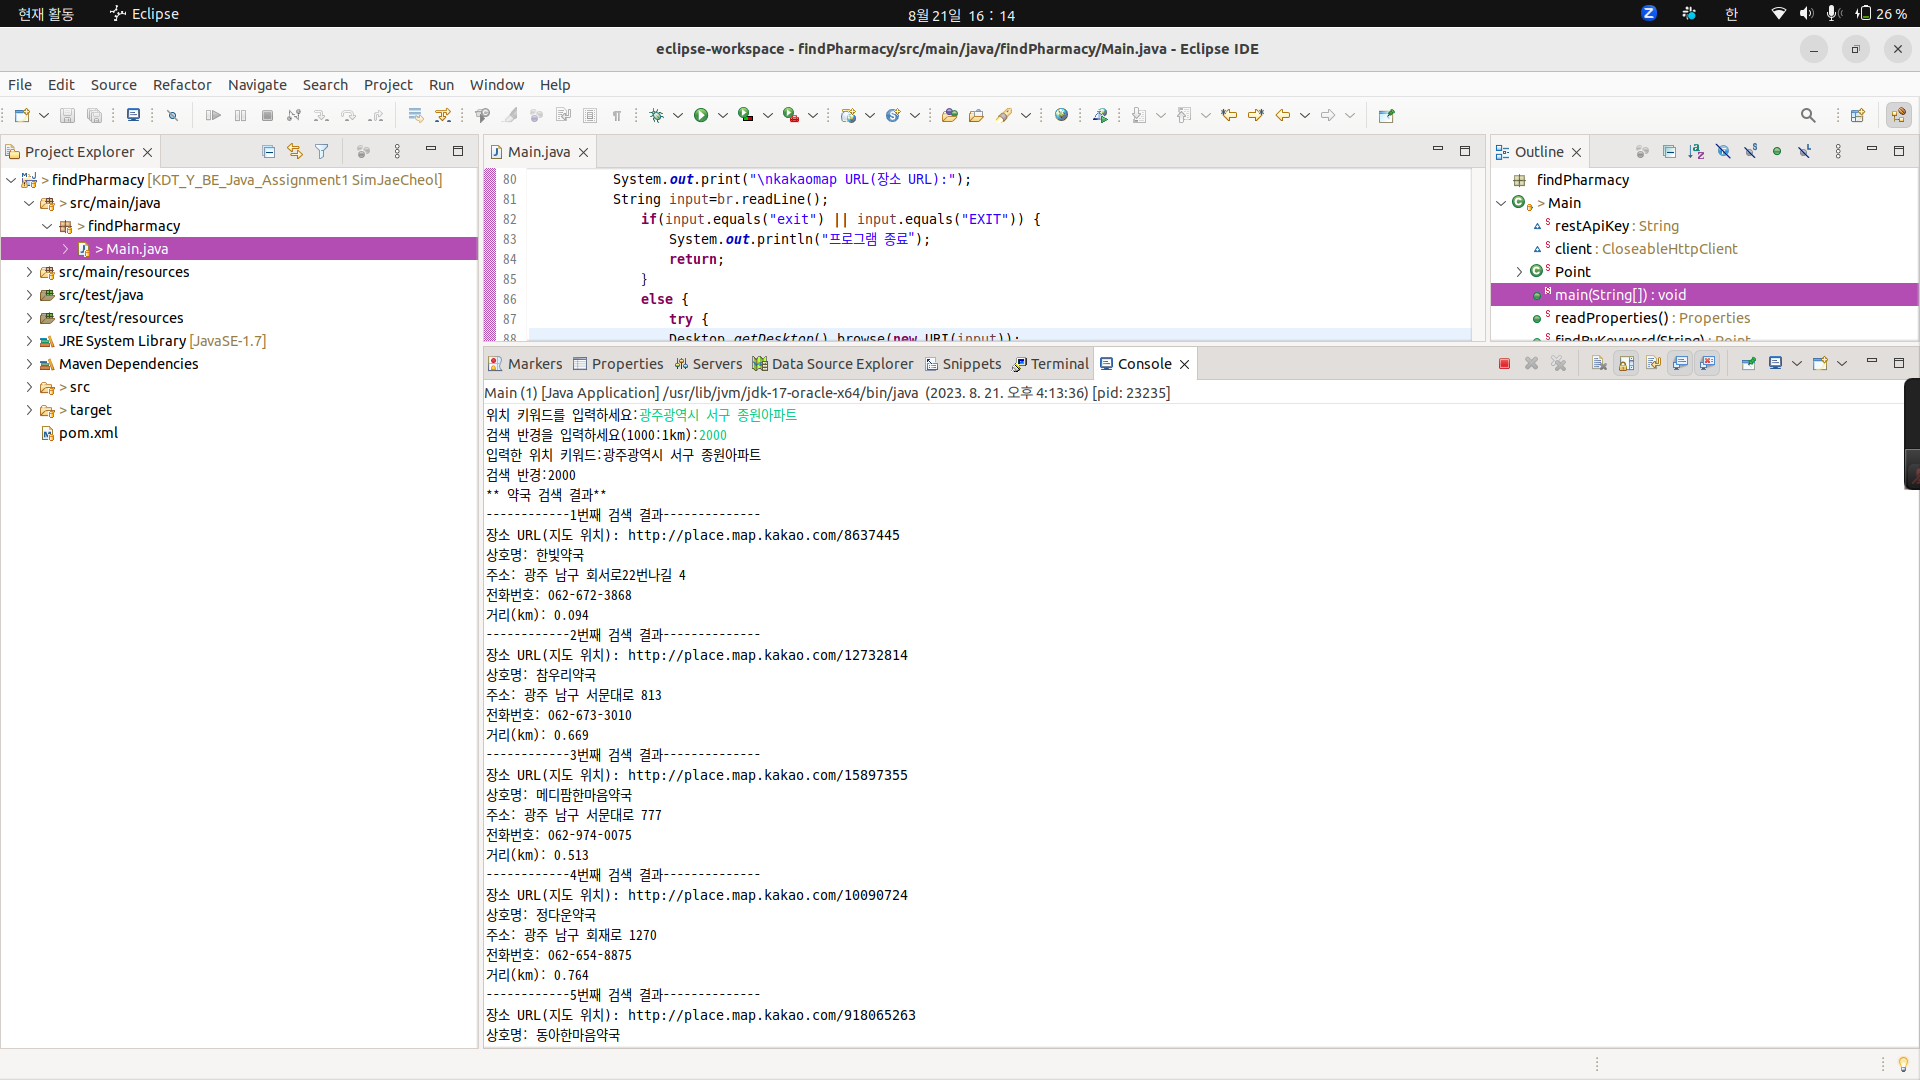 현재 활동 Eclipse 8월 21일 16 : 14 한 26 %
eclipse-workspace - findPharmacy/src/main/java/findPharmacy/Main.java - Eclipse IDE
File Edit Source Refactor Navigate Search Project Run Window Help
Project Explorer
> findPharmacy [KDT_Y_BE_Java_Assignment1 SimJaeCheol]
> src/main/java
> findPharmacy
> Main.java
src/main/resources
src/test/java
src/test/resources
JRE System Library [JavaSE-1.7]
Maven Dependencies
> src
> target
pom.xml
Main.java
80 System.out.print("\nkakaomap URL(장소 URL):");
81 String input=br.readLine();
82 if(input.equals("exit") || input.equals("EXIT")) {
83 System.out.println("프로그램 종료");
84 return;
85 }
86 else {
87 try {
88 Desktop.getDesktop().browse(new URI(input));
Outline
findPharmacy
> Main
restApiKey : String
client : CloseableHttpClient
Point
main(String[]) : void
readProperties() : Properties
findByKeyword(String) : Point
Markers Properties Servers Data Source Explorer Snippets Terminal Console
Main (1) [Java Application] /usr/lib/jvm/jdk-17-oracle-x64/bin/java (2023. 8. 21. 오후 4:13:36) [pid: 23235]
위치 키워드를 입력하세요:광주광역시 서구 종원아파트
검색 반경을 입력하세요(1000:1km):2000
입력한 위치 키워드:광주광역시 서구 종원아파트
검색 반경:2000
** 약국 검색 결과**
------------1번째 검색 결과--------------
장소 URL(지도 위치): http://place.map.kakao.com/8637445
상호명: 한빛약국
주소: 광주 남구 회서로22번나길 4
전화번호: 062-672-3868
거리(km): 0.094
------------2번째 검색 결과--------------
장소 URL(지도 위치): http://place.map.kakao.com/12732814
상호명: 참우리약국
주소: 광주 남구 서문대로 813
전화번호: 062-673-3010
거리(km): 0.669
------------3번째 검색 결과--------------
장소 URL(지도 위치): http://place.map.kakao.com/15897355
상호명: 메디팜한마음약국
주소: 광주 남구 서문대로 777
전화번호: 062-974-0075
거리(km): 0.513
------------4번째 검색 결과--------------
장소 URL(지도 위치): http://place.map.kakao.com/10090724
상호명: 정다운약국
주소: 광주 남구 회재로 1270
전화번호: 062-654-8875
거리(km): 0.764
------------5번째 검색 결과--------------
장소 URL(지도 위치): http://place.map.kakao.com/918065263
상호명: 동아한마음약국